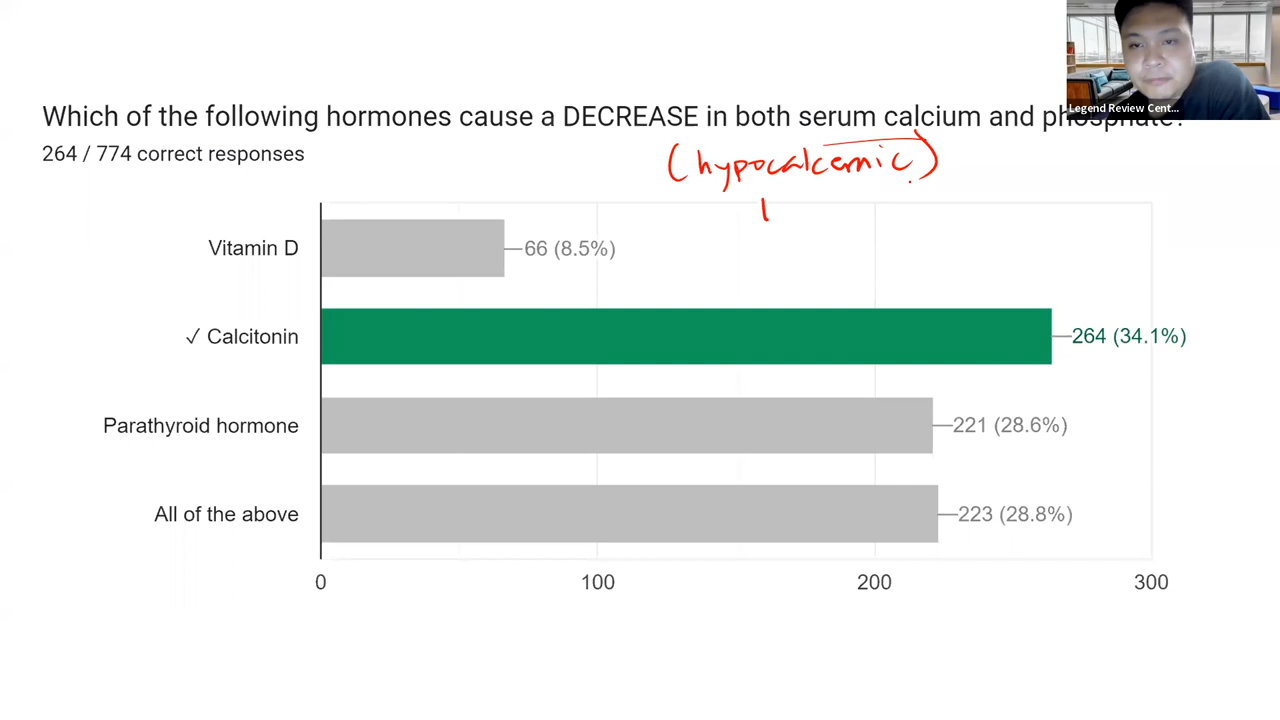 Legend Review Cent...
Which of the following hormones cause a DECREASE in both serum calcium and phosphate?
264 / 774 correct responses
(hypocalcemic)
Vitamin D
66 (8.5%)
✓ Calcitonin
264 (34.1%)
Parathyroid hormone
221 (28.6%)
All of the above
223 (28.8%)
0 100 200 300